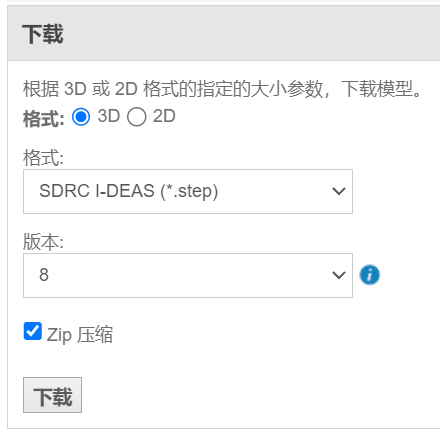 下载
根据 3D 或 2D 格式的指定的大小参数，下载模型。
格式: 3D 2D
格式:
SDRC I-DEAS (*.step)
版本:
8
Zip 压缩
下载